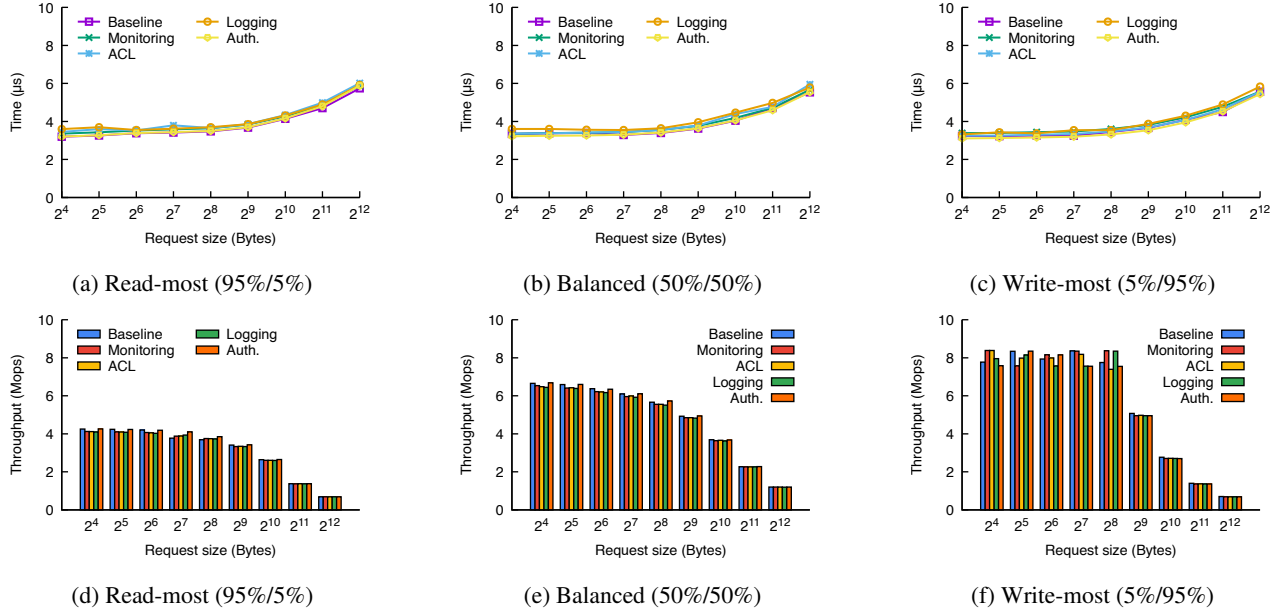 10
8
6
4
2
0
Time (µs)
Baseline
Monitoring
ACL
Logging
Auth.
2^4 2^5 2^6 2^7 2^8 2^9 2^10 2^11 2^12
Request size (Bytes)
(a) Read-most (95%/5%)
10
8
6
4
2
0
Time (µs)
Baseline
Monitoring
ACL
Logging
Auth.
2^4 2^5 2^6 2^7 2^8 2^9 2^10 2^11 2^12
Request size (Bytes)
(b) Balanced (50%/50%)
10
8
6
4
2
0
Time (µs)
Baseline
Monitoring
ACL
Logging
Auth.
2^4 2^5 2^6 2^7 2^8 2^9 2^10 2^11 2^12
Request size (Bytes)
(c) Write-most (5%/95%)
10
8
6
4
2
0
Throughput (Mops)
Baseline
Monitoring
ACL
Logging
Auth.
2^4 2^5 2^6 2^7 2^8 2^9 2^10 2^11 2^12
Request size (Bytes)
(d) Read-most (95%/5%)
10
8
6
4
2
0
Throughput (Mops)
Baseline
Monitoring
ACL
Logging
Auth.
2^4 2^5 2^6 2^7 2^8 2^9 2^10 2^11 2^12
Request size (Bytes)
(e) Balanced (50%/50%)
10
8
6
4
2
0
Throughput (Mops)
Baseline
Monitoring
ACL
Logging
Auth.
2^4 2^5 2^6 2^7 2^8 2^9 2^10 2^11 2^12
Request size (Bytes)
(f) Write-most (5%/95%)